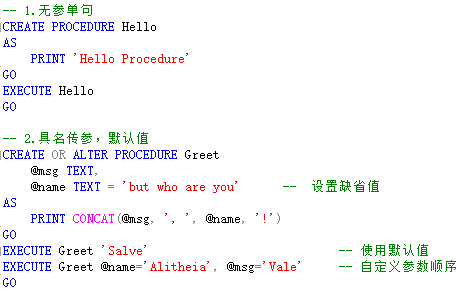 -- 1.无参单句
CREATE PROCEDURE Hello
AS
    PRINT 'Hello Procedure'
GO
EXECUTE Hello
GO

-- 2.具名传参，默认值
CREATE OR ALTER PROCEDURE Greet
    @msg TEXT,
    @name TEXT = 'but who are you'      -- 设置缺省值
AS
    PRINT CONCAT(@msg, ', ', @name, '!')
GO
EXECUTE Greet 'Salve'                           -- 使用默认值
EXECUTE Greet @name='Alitheia', @msg='Vale'     -- 自定义参数顺序
GO